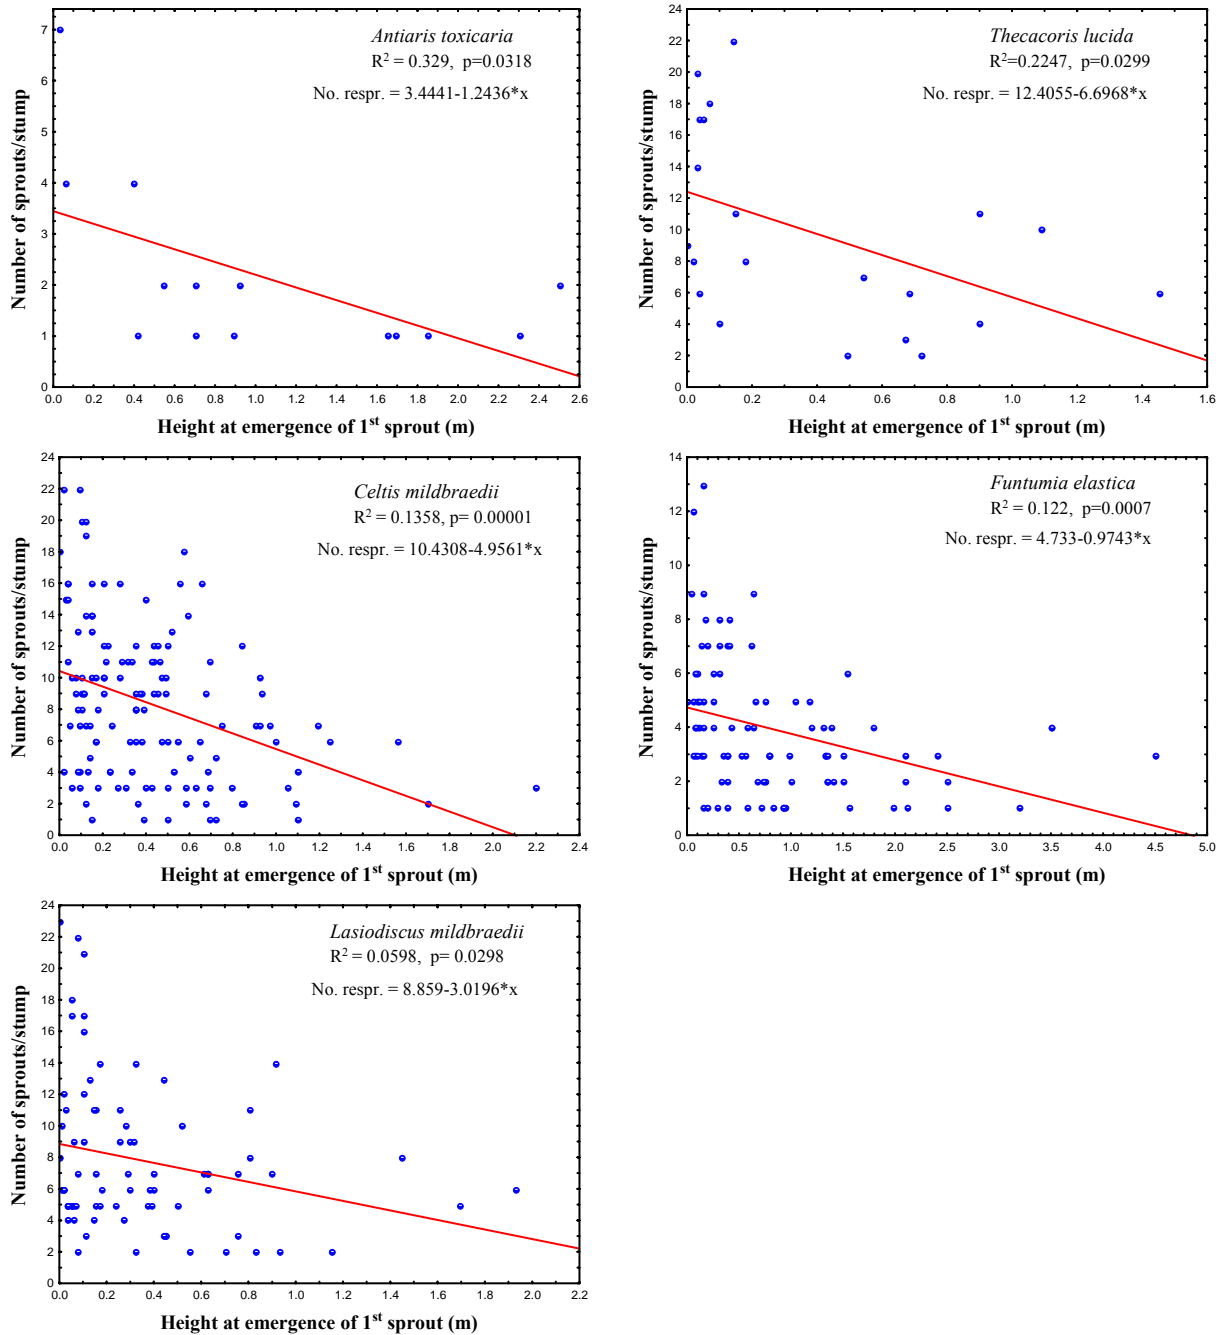 Antiaris toxicaria
R² = 0.329, p=0.0318
No. respr. = 3.4441-1.2436*x
Number of sprouts/stump
7
6
5
4
3
2
1
0
0.0 0.2 0.4 0.6 0.8 1.0 1.2 1.4 1.6 1.8 2.0 2.2 2.4 2.6
Height at emergence of 1st sprout (m)
Thecacoris lucida
R²=0.2247, p=0.0299
No. respr. = 12.4055-6.6968*x
Number of sprouts/stump
24
22
20
18
16
14
12
10
8
6
4
2
0
0.0 0.2 0.4 0.6 0.8 1.0 1.2 1.4 1.6
Height at emergence of 1st sprout (m)
Celtis mildbraedii
R² = 0.1358, p= 0.00001
No. respr. = 10.4308-4.9561*x
Number of sprouts/stump
24
22
20
18
16
14
12
10
8
6
4
2
0
0.0 0.2 0.4 0.6 0.8 1.0 1.2 1.4 1.6 1.8 2.0 2.2 2.4
Height at emergence of 1st sprout (m)
Funtumia elastica
R² = 0.122, p=0.0007
No. respr. = 4.733-0.9743*x
Number of sprouts/stump
14
12
10
8
6
4
2
0
0.0 0.5 1.0 1.5 2.0 2.5 3.0 3.5 4.0 4.5 5.0
Height at emergence of 1st sprout (m)
Lasiodiscus mildbraedii
R² = 0.0598, p= 0.0298
No. respr. = 8.859-3.0196*x
Number of sprouts/stump
24
22
20
18
16
14
12
10
8
6
4
2
0
0.0 0.2 0.4 0.6 0.8 1.0 1.2 1.4 1.6 1.8 2.0 2.2
Height at emergence of 1st sprout (m)